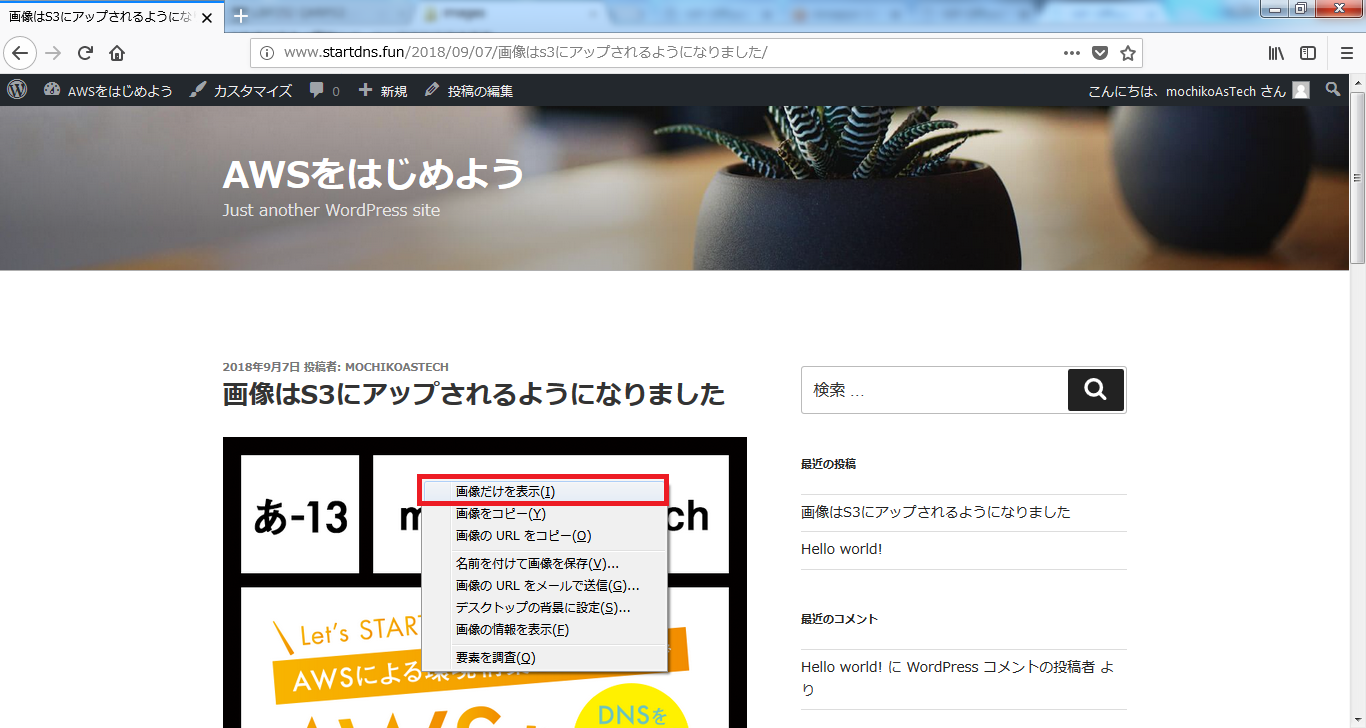 画像はS3にアップされるようにな
www.startdns.fun/2018/09/07/画像はs3にアップされるようになりました/
AWSをはじめよう カスタマイズ 0 新規 投稿の編集 こんにちは、mochikoAsTech さん
AWSをはじめよう
Just another WordPress site
2018年9月7日 投稿者: MOCHIKOASTECH
画像はS3にアップされるようになりました
検索 …
最近の投稿
画像はS3にアップされるようになりました
Hello world!
最近のコメント
Hello world! に WordPress コメントの投稿者 よ
り
あ-13
m
ch
画像だけを表示(I)
画像をコピー(Y)
画像の URL をコピー(O)
名前を付けて画像を保存(V)...
画像の URL をメールで送信(G)...
デスクトップの背景に設定(S)...
画像の情報を表示(F)
要素を調査(Q)
Let's START
AWSによる環
DNSを